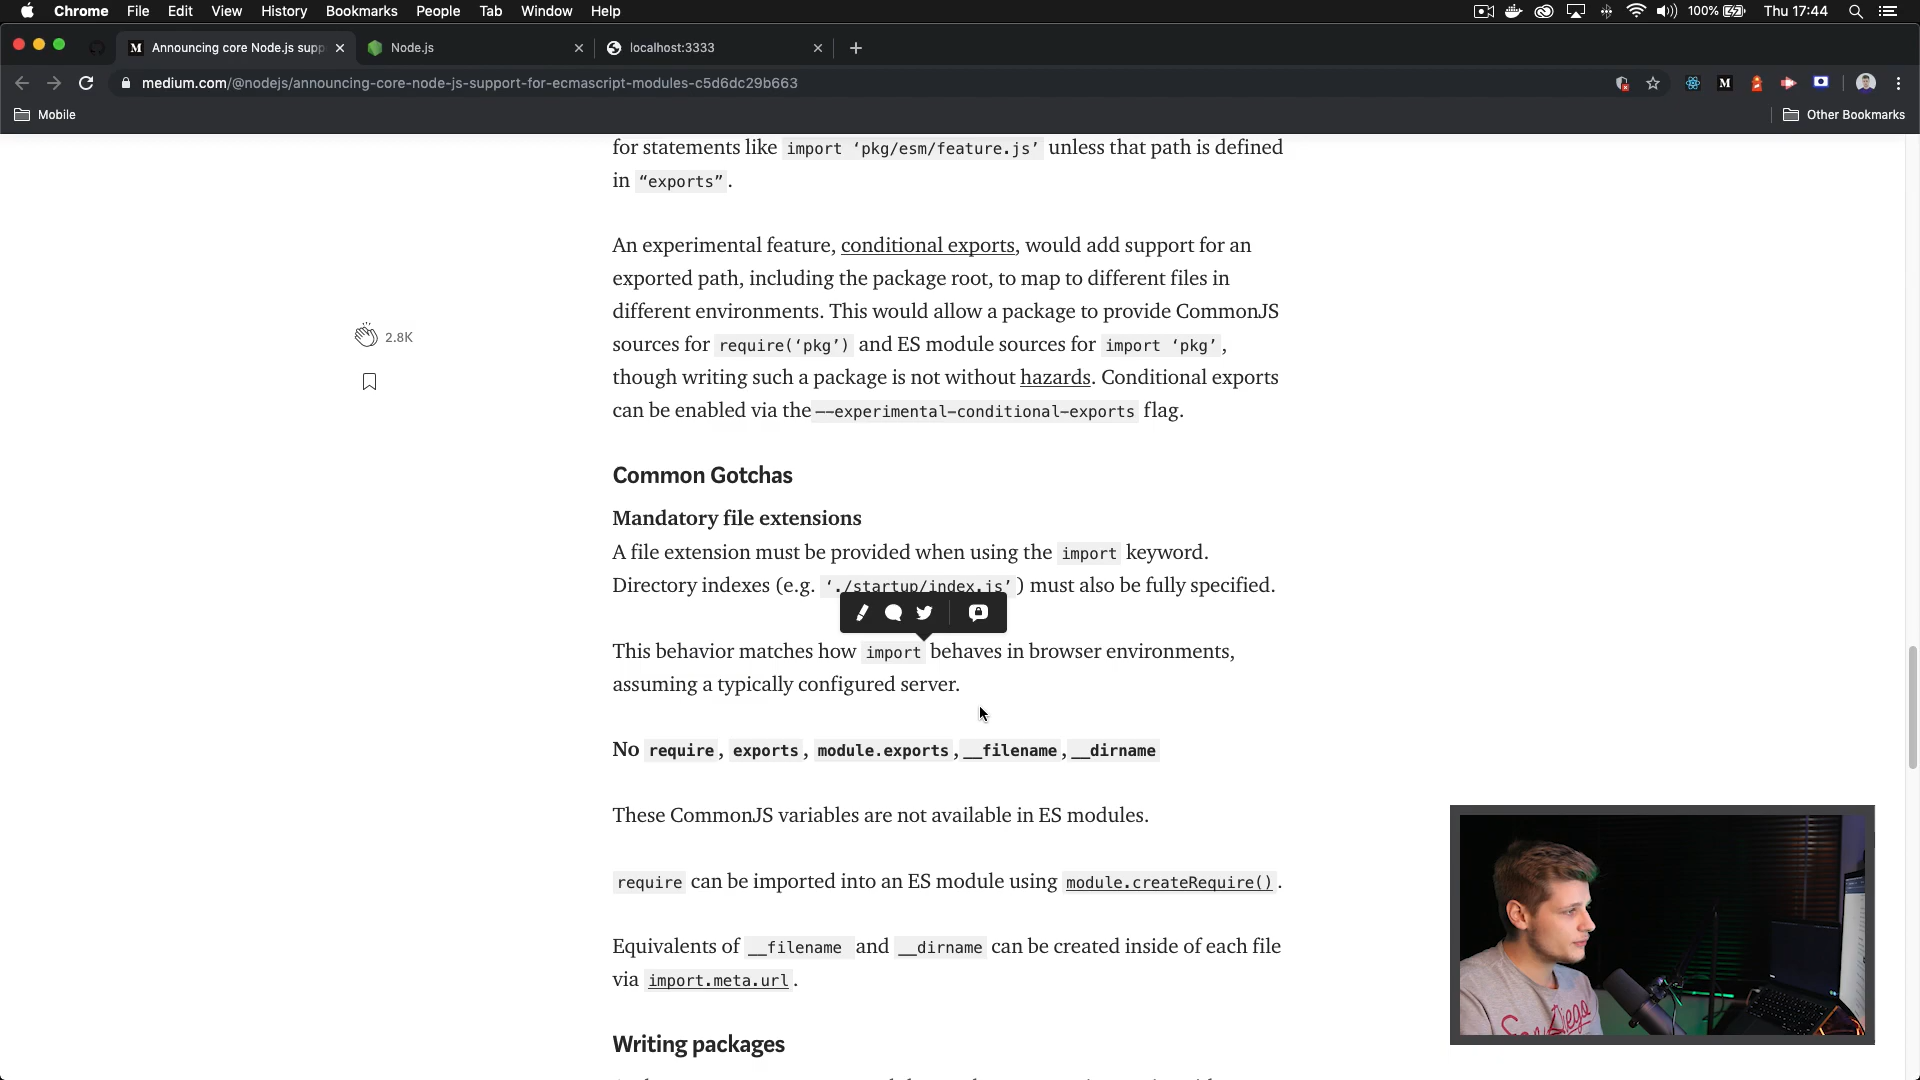 Chrome File Edit View History Bookmarks People Tab Window Help 100% Thu 17:44
M Announcing core Node.js supp Node.js localhost:3333
medium.com/@nodejs/announcing-core-node-js-support-for-ecmascript-modules-c5d6dc29b663 M
Mobile Other Bookmarks
for statements like import ‘pkg/esm/feature.js’ unless that path is defined
in “exports”.
An experimental feature, conditional exports, would add support for an
exported path, including the package root, to map to different files in
different environments. This would allow a package to provide CommonJS
2.8K
sources for require(‘pkg’) and ES module sources for import ‘pkg’,
though writing such a package is not without hazards. Conditional exports
can be enabled via the--experimental-conditional-exports flag.
Common Gotchas
Mandatory file extensions
A file extension must be provided when using the import keyword.
Directory indexes (e.g. ‘./startup/index.js’) must also be fully specified.
This behavior matches how import behaves in browser environments,
assuming a typically configured server.
No require, exports, module.exports,__filename,__dirname
These CommonJS variables are not available in ES modules.
require can be imported into an ES module using module.createRequire().
Equivalents of __filename and __dirname can be created inside of each file
via import.meta.url.
Writing packages